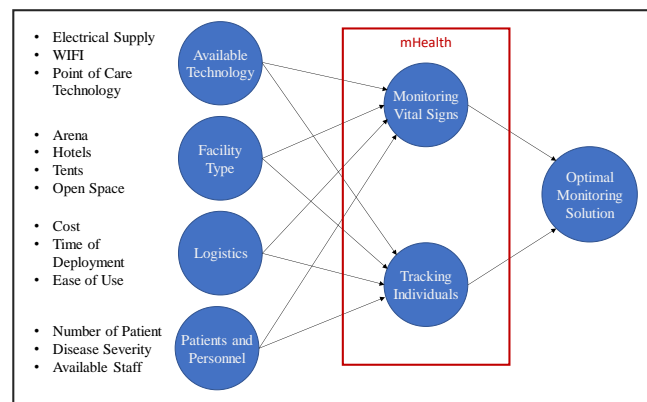 • Electrical Supply
• WIFI
• Point of Care
Technology
Available
Technology
• Arena
• Hotels
• Tents
• Open Space
Facility
Type
• Cost
• Time of
Deployment
• Ease of Use
Logistics
• Number of Patient
• Disease Severity
• Available Staff
Patients and
Personnel
mHealth
Monitoring
Vital Signs
Tracking
Individuals
Optimal
Monitoring
Solution